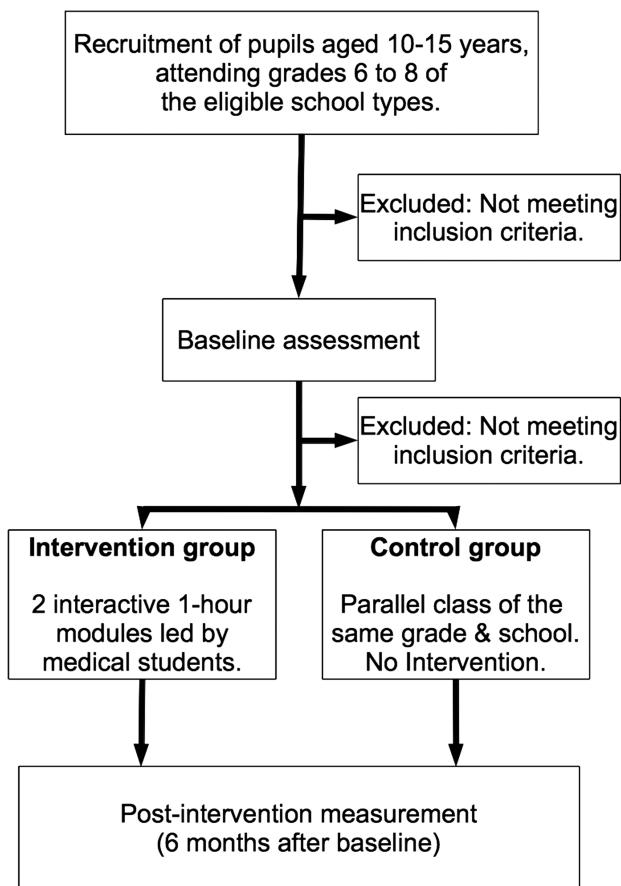 Recruitment of pupils aged 10-15 years,
attending grades 6 to 8 of
the eligible school types.
Excluded: Not meeting
inclusion criteria.
Baseline assessment
Excluded: Not meeting
inclusion criteria.
Intervention group
2 interactive 1-hour
modules led by
medical students.
Control group
Parallel class of the
same grade & school.
No Intervention.
Post-intervention measurement
(6 months after baseline)